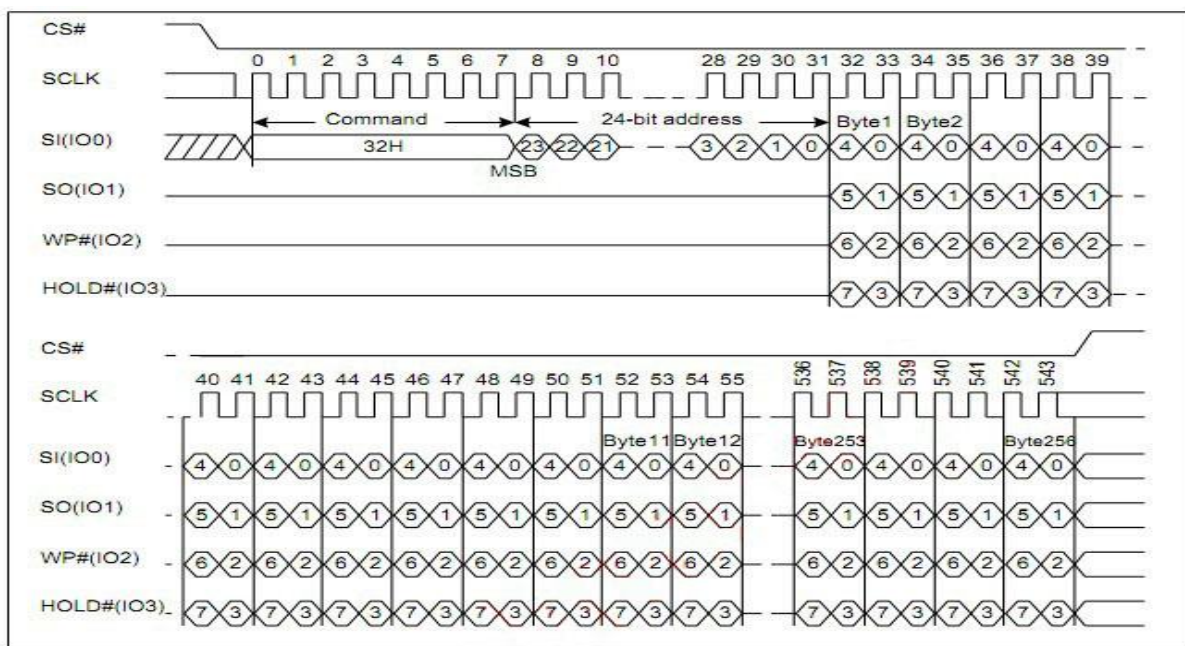 CS#
0 1 2 3 4 5 6 7 8 9 10 28 29 30 31 32 33 34 35 36 37 38 39
SCLK
Command 24-bit address Byte1 Byte2
SI(IO0) 32H 23 22 21 3 2 1 0 4 0 4 0 4 0 4 0
MSB
SO(IO1) 5 1 5 1 5 1 5 1
WP#(IO2) 6 2 6 2 6 2 6 2
HOLD#(IO3) 7 3 7 3 7 3 7 3
CS#
40 41 42 43 44 45 46 47 48 49 50 51 52 53 54 55 536 537 538 539 540 541 542 543
SCLK
Byte11 Byte12 Byte253 Byte256
SI(IO0) 4 0 4 0 4 0 4 0 4 0 4 0 4 0 4 0 4 0 4 0 4 0 4 0
SO(IO1) 5 1 5 1 5 1 5 1 5 1 5 1 5 1 5 1 5 1 5 1 5 1 5 1
WP#(IO2) 6 2 6 2 6 2 6 2 6 2 6 2 6 2 6 2 6 2 6 2 6 2 6 2
HOLD#(IO3) 7 3 7 3 7 3 7 3 7 3 7 3 7 3 7 3 7 3 7 3 7 3 7 3